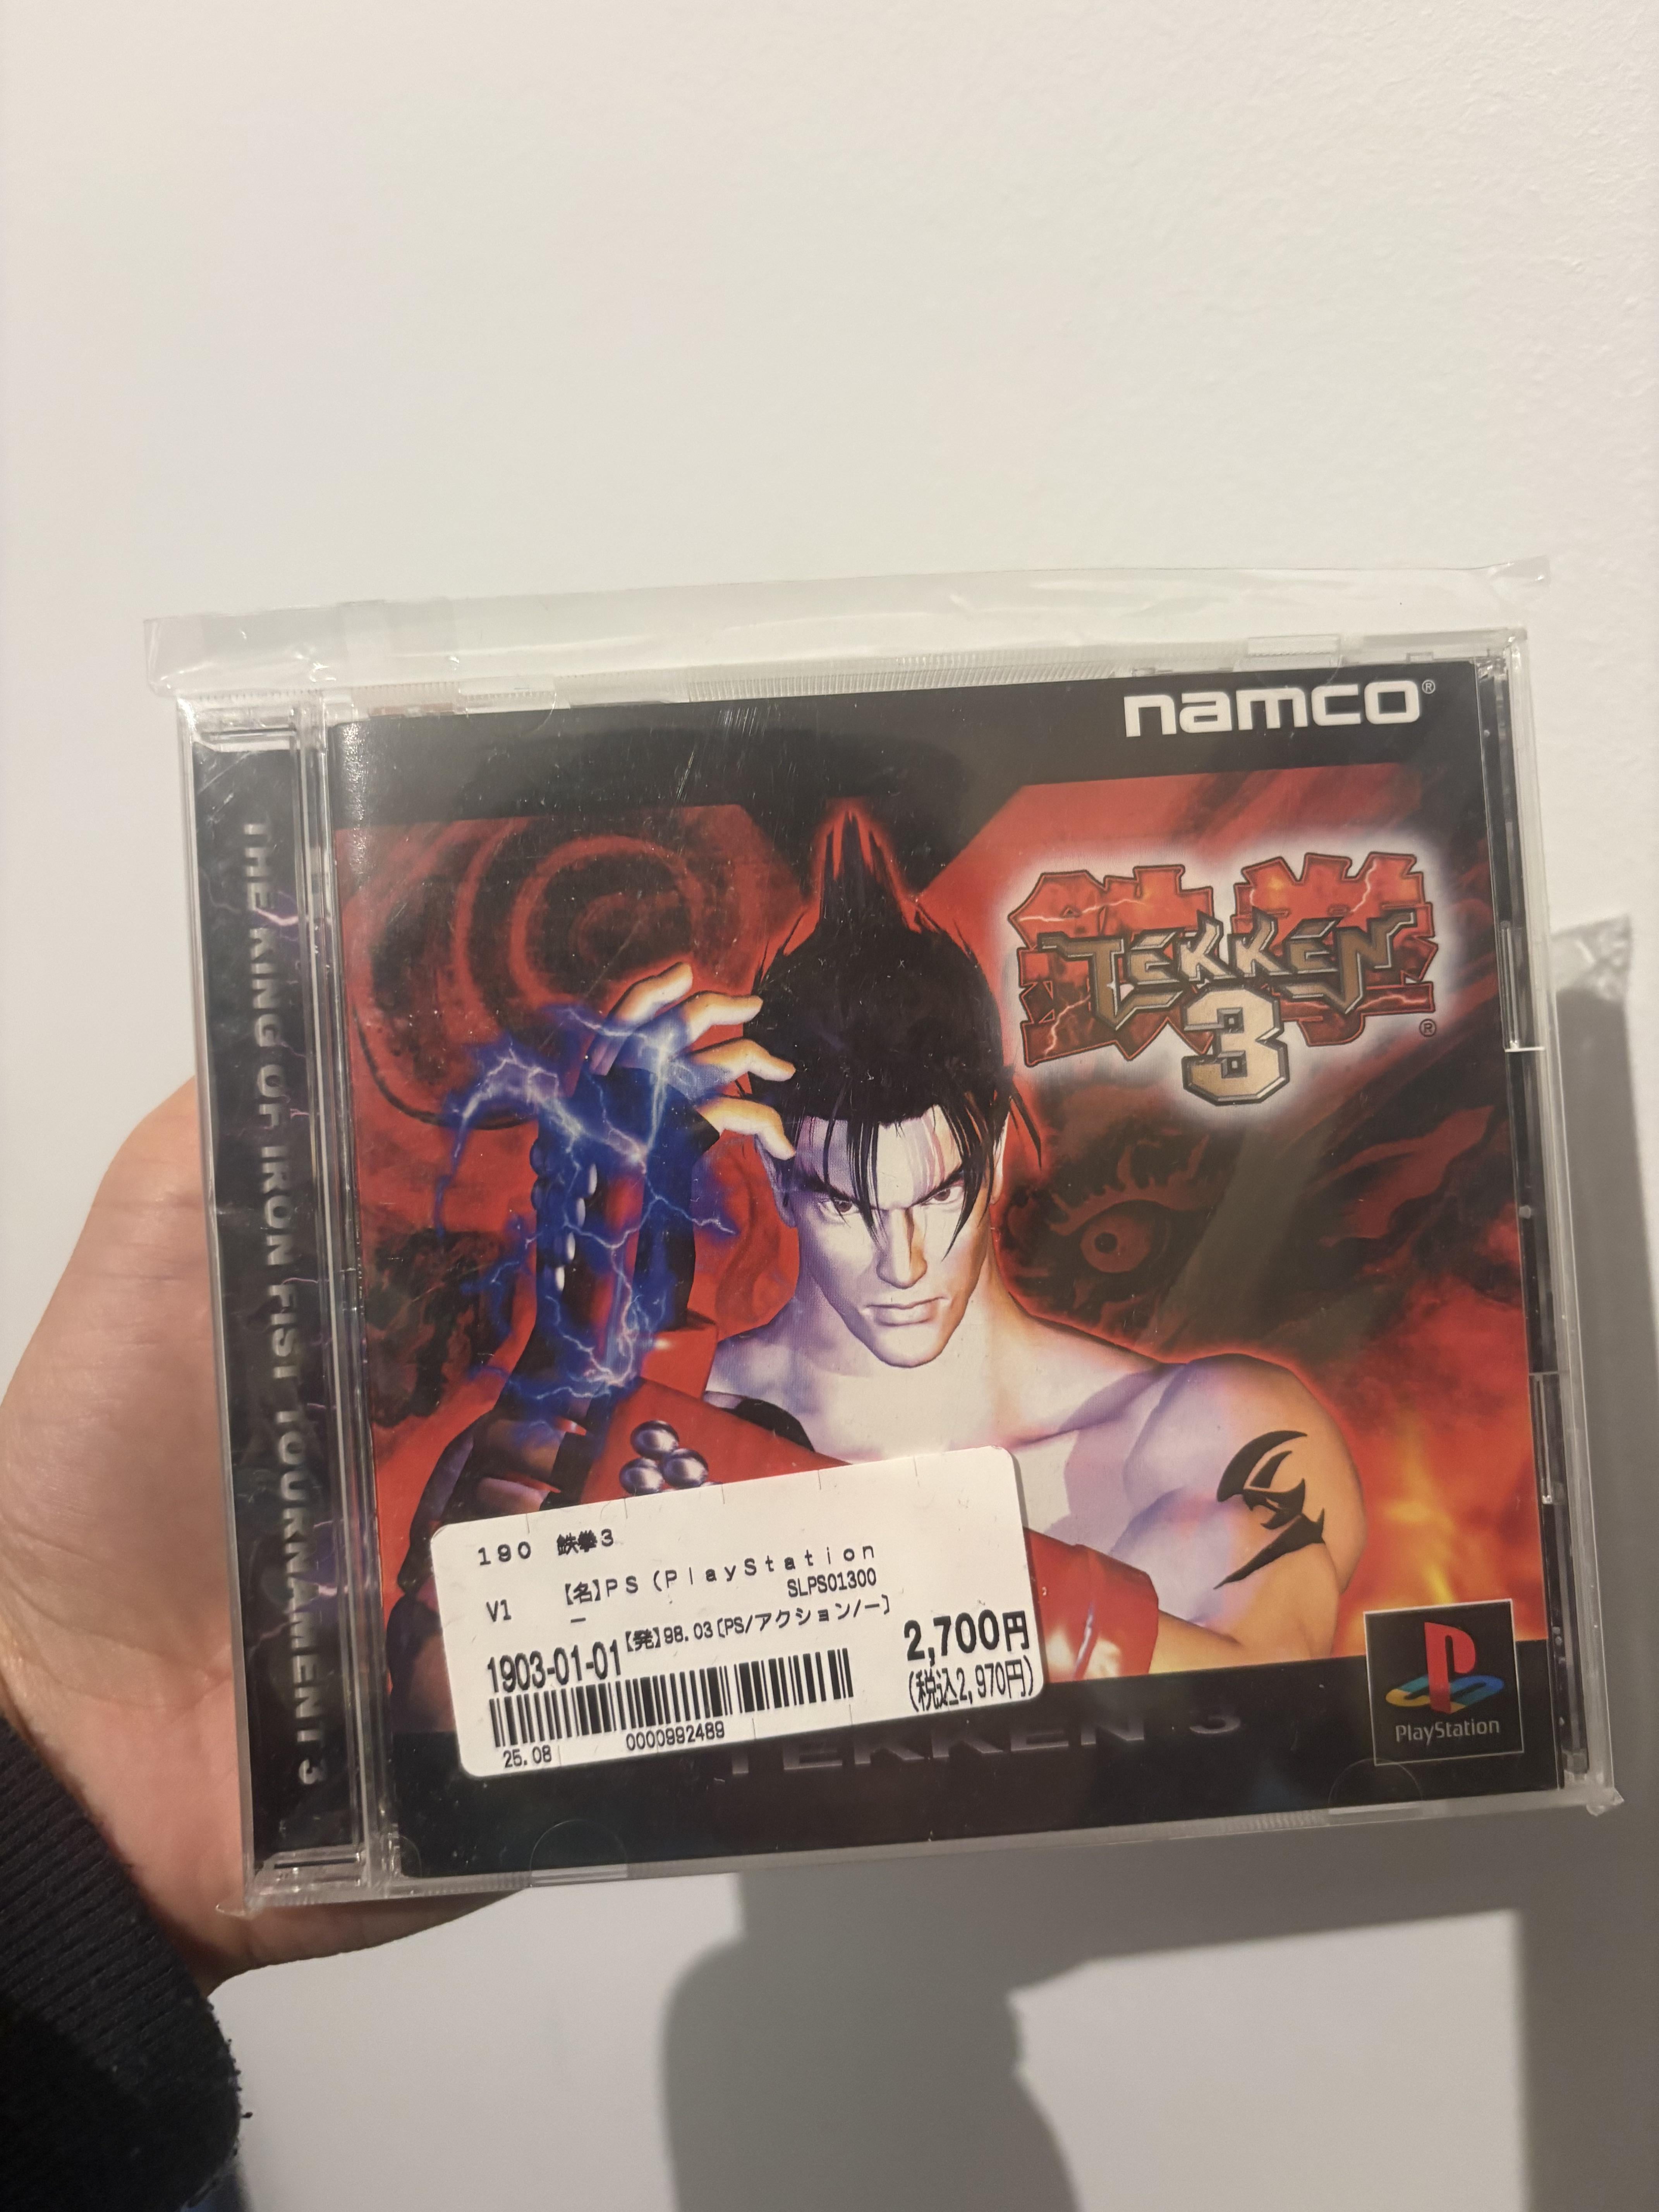 namco®
鉄拳
TEKKEN
3
®
THE KING OF IRON FIST TOURNAMENT 3
190 鉄拳3
V1 【名】PS (PlayStation
SLPS01300
—
1903-01-01 【発】98.03〔PS/アクション/—〕
2,700円
(税込2,970円)
25.08 0000992489
TEKKEN 3
PlayStation